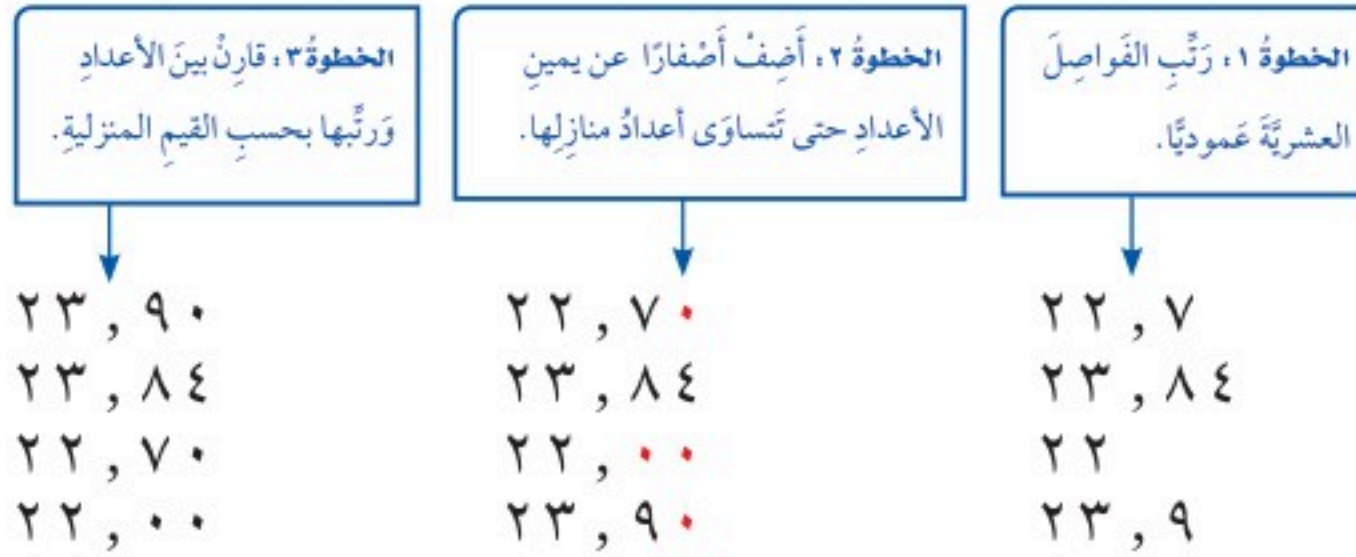 الخطوةُ ١: رَتِّبِ الفَواصِلَ
العشريَّةَ عَموديًّا.
٢٢,٧
٢٣,٨٤
٢٢
٢٣,٩
الخطوةُ ٢: أَضِفْ أَصْفارًا عن يمينِ
الأعدادِ حتى تَتساوَى أعدادُ منازِلِها.
٢٢,٧٠
٢٣,٨٤
٢٢,٠٠
٢٣,٩٠
الخطوةُ ٣: قارِنْ بينَ الأعدادِ
وَرتِّبها بحسبِ القيمِ المنزليةِ.
٢٣,٩٠
٢٣,٨٤
٢٢,٧٠
٢٢,٠٠